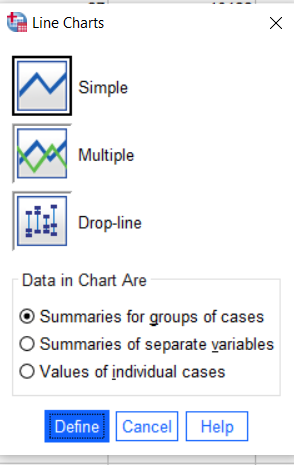 Line Charts
Simple
Multiple
Drop-line
Data in Chart Are
Summaries for groups of cases
Summaries of separate variables
Values of individual cases
Define Cancel Help